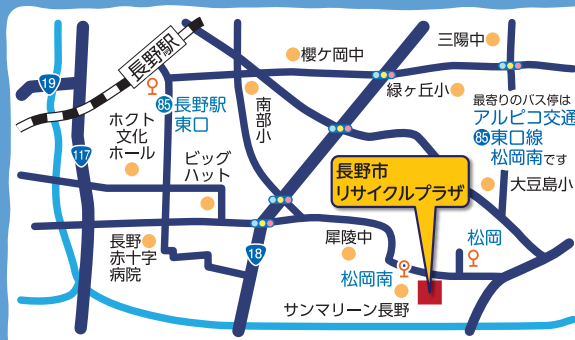 長野駅
19
117
18
85 長野駅
東口
ホクト
文化
ホール
南
部
小
櫻ケ岡中
三陽中
緑ヶ丘小
最寄りのバス停は
アルピコ交通
85東口線
松岡南です
大豆島小
ビッグ
ハット
長野市
リサイクルプラザ
長野
赤十字
病院
犀陵中
松岡
松岡南
サンマリーン長野